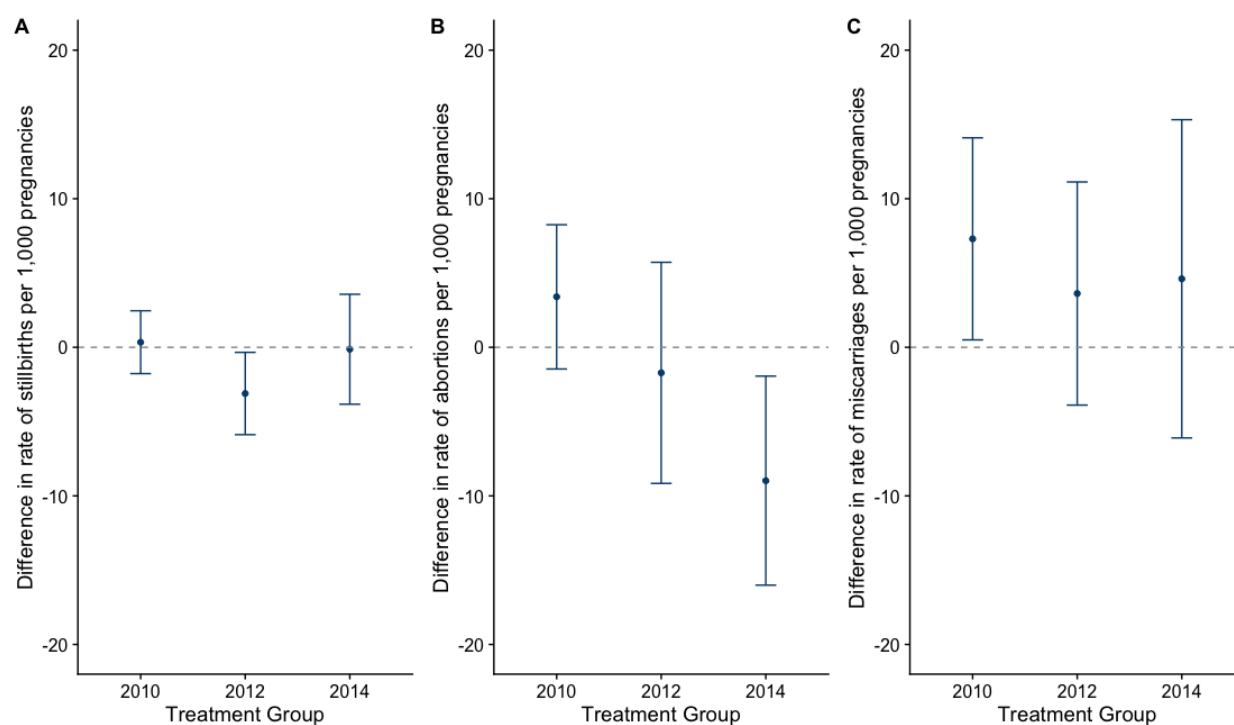 A
Difference in rate of stillbirths per 1,000 pregnancies
20
10
0
-10
-20
2010 2012 2014
Treatment Group
B
Difference in rate of abortions per 1,000 pregnancies
20
10
0
-10
-20
2010 2012 2014
Treatment Group
C
Difference in rate of miscarriages per 1,000 pregnancies
20
10
0
-10
-20
2010 2012 2014
Treatment Group